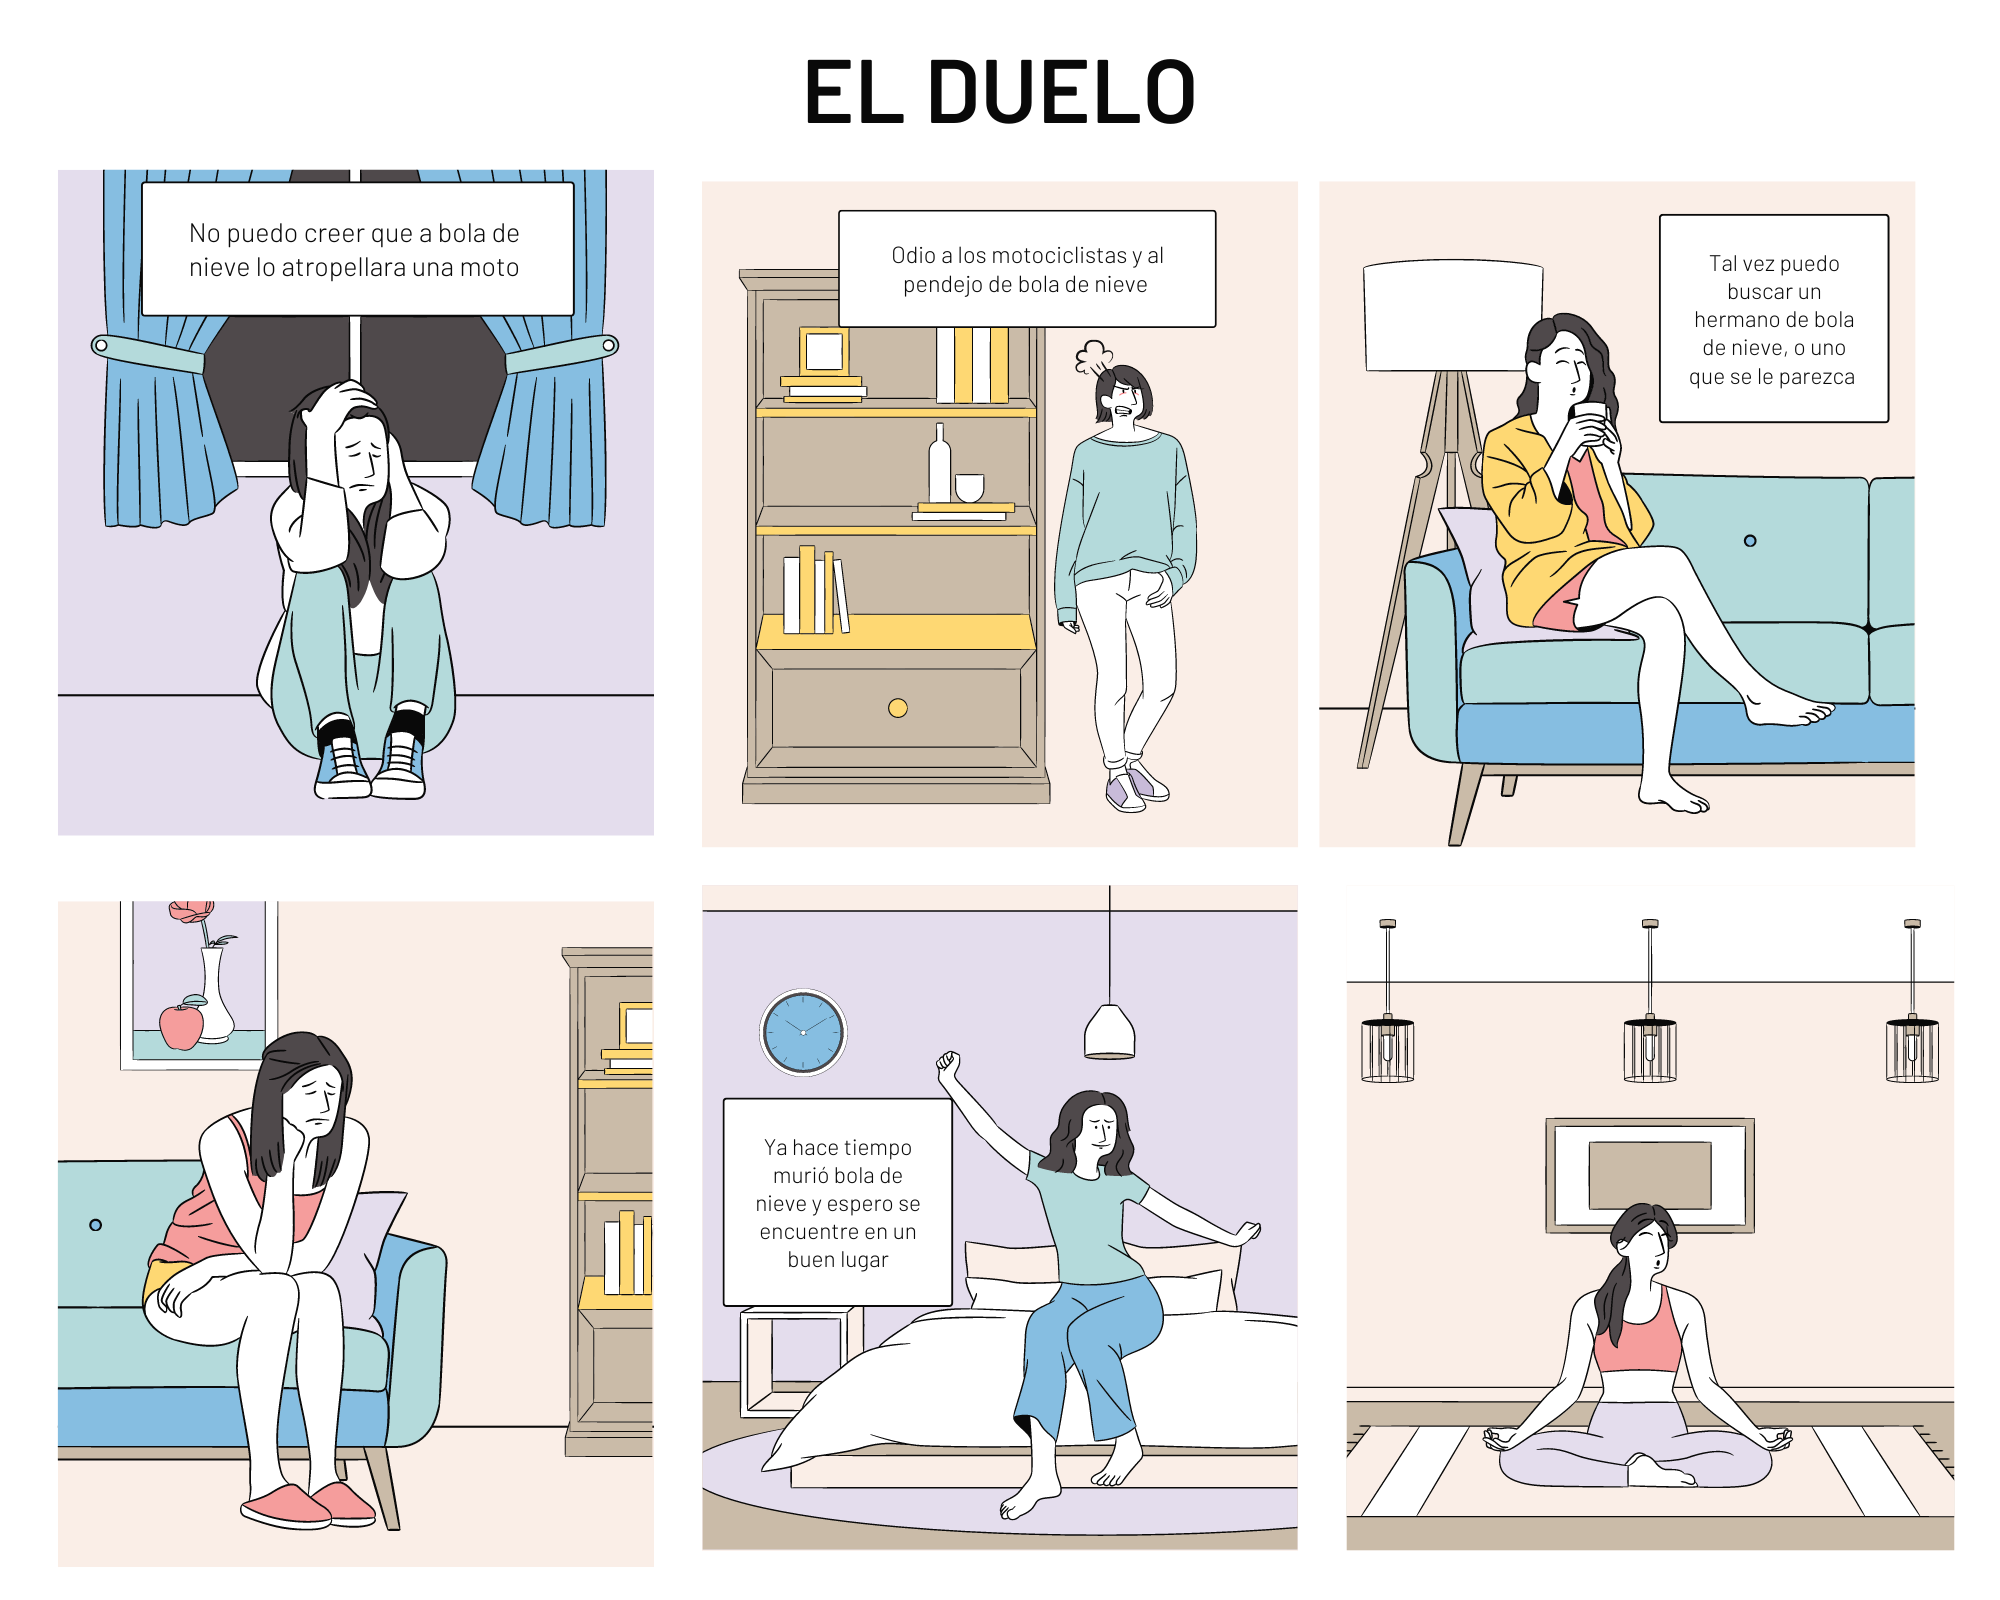 EL DUELO
No puedo creer que a bola de
nieve lo atropellara una moto
Odio a los motociclistas y al
pendejo de bola de nieve
Tal vez puedo
buscar un
hermano de bola
de nieve, o uno
que se le parezca
Ya hace tiempo
murió bola de
nieve y espero se
encuentre en un
buen lugar